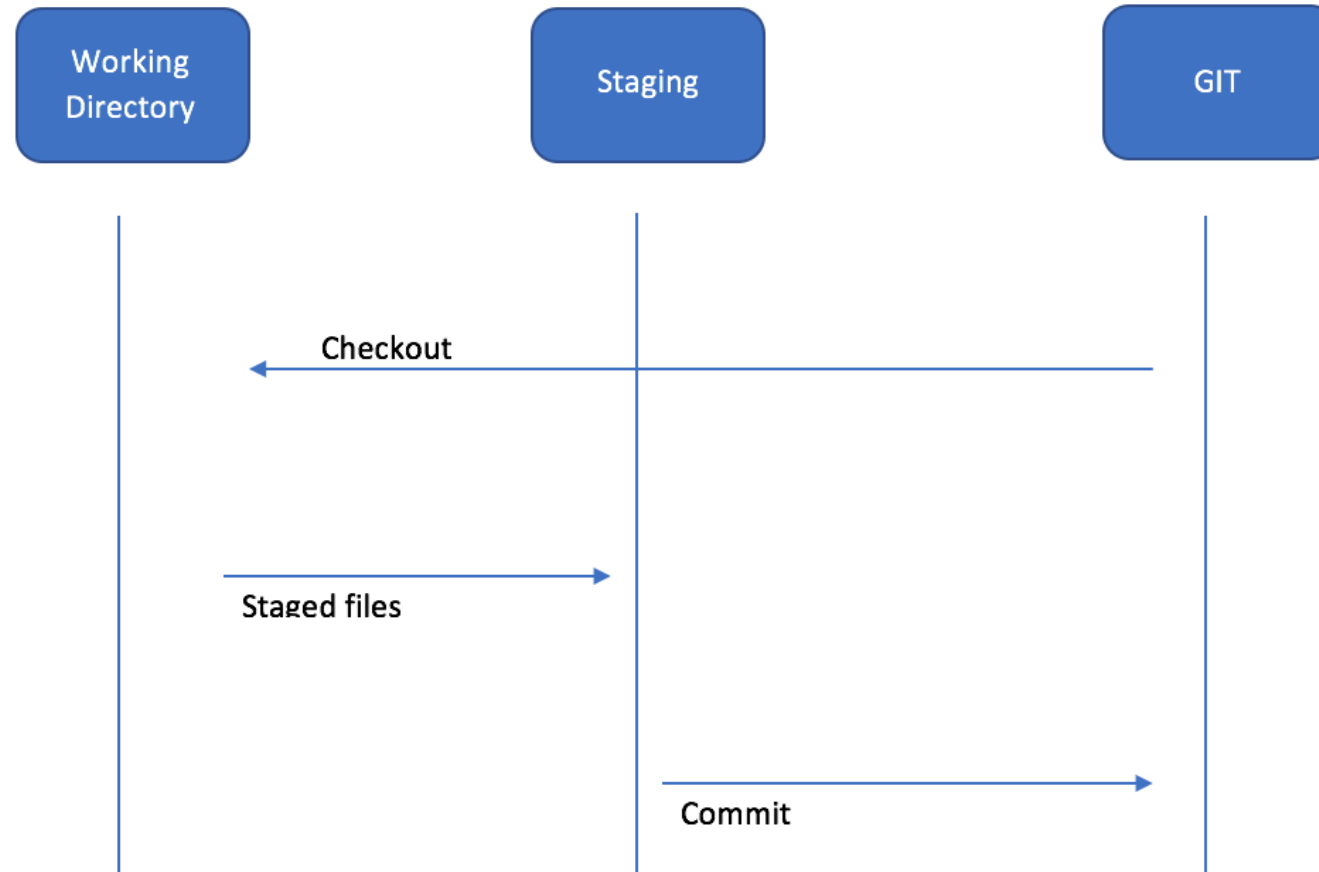 Working
Directory
Staging
GIT
Checkout
Staged files
Commit